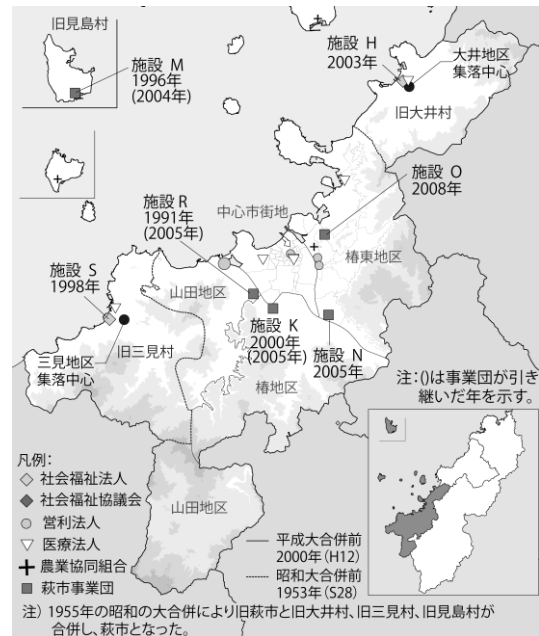 旧見島村
施設 M
1996年
(2004年)
施設 H
2003年
大井地区
集落中心
旧大井村
施設 R
1991年
(2005年)
中心市街地
施設 O
2008年
椿東地区
施設 S
1998年
山田地区
三見地区
集落中心
旧三見村
施設 K
2000年
(2005年)
施設 N
2005年
椿地区
注:()は事業団が引き
継いだ年を示す。
凡例:
社会福祉法人
社会福祉協議会
営利法人
医療法人
農業協同組合
萩市事業団
山田地区
平成大合併前
2000年(H12)
昭和大合併前
1953年(S28)
注) 1955年の昭和の大合併により旧萩市と旧大井村、旧三見村、旧見島村が
合併し、萩市となった。